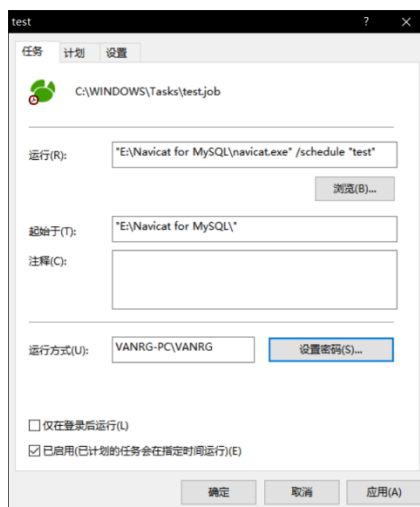 test
任务 计划 设置
C:\WINDOWS\Tasks\test.job
运行(R): "E:\Navicat for MySQL\navicat.exe" /schedule "test"
浏览(B)...
起始于(T): "E:\Navicat for MySQL\"
注释(C):
运行方式(U): VANRG-PC\VANRG 设置密码(S)...
仅在登录后运行(L)
已启用(已计划的任务会在指定时间运行)(E)
确定 取消 应用(A)